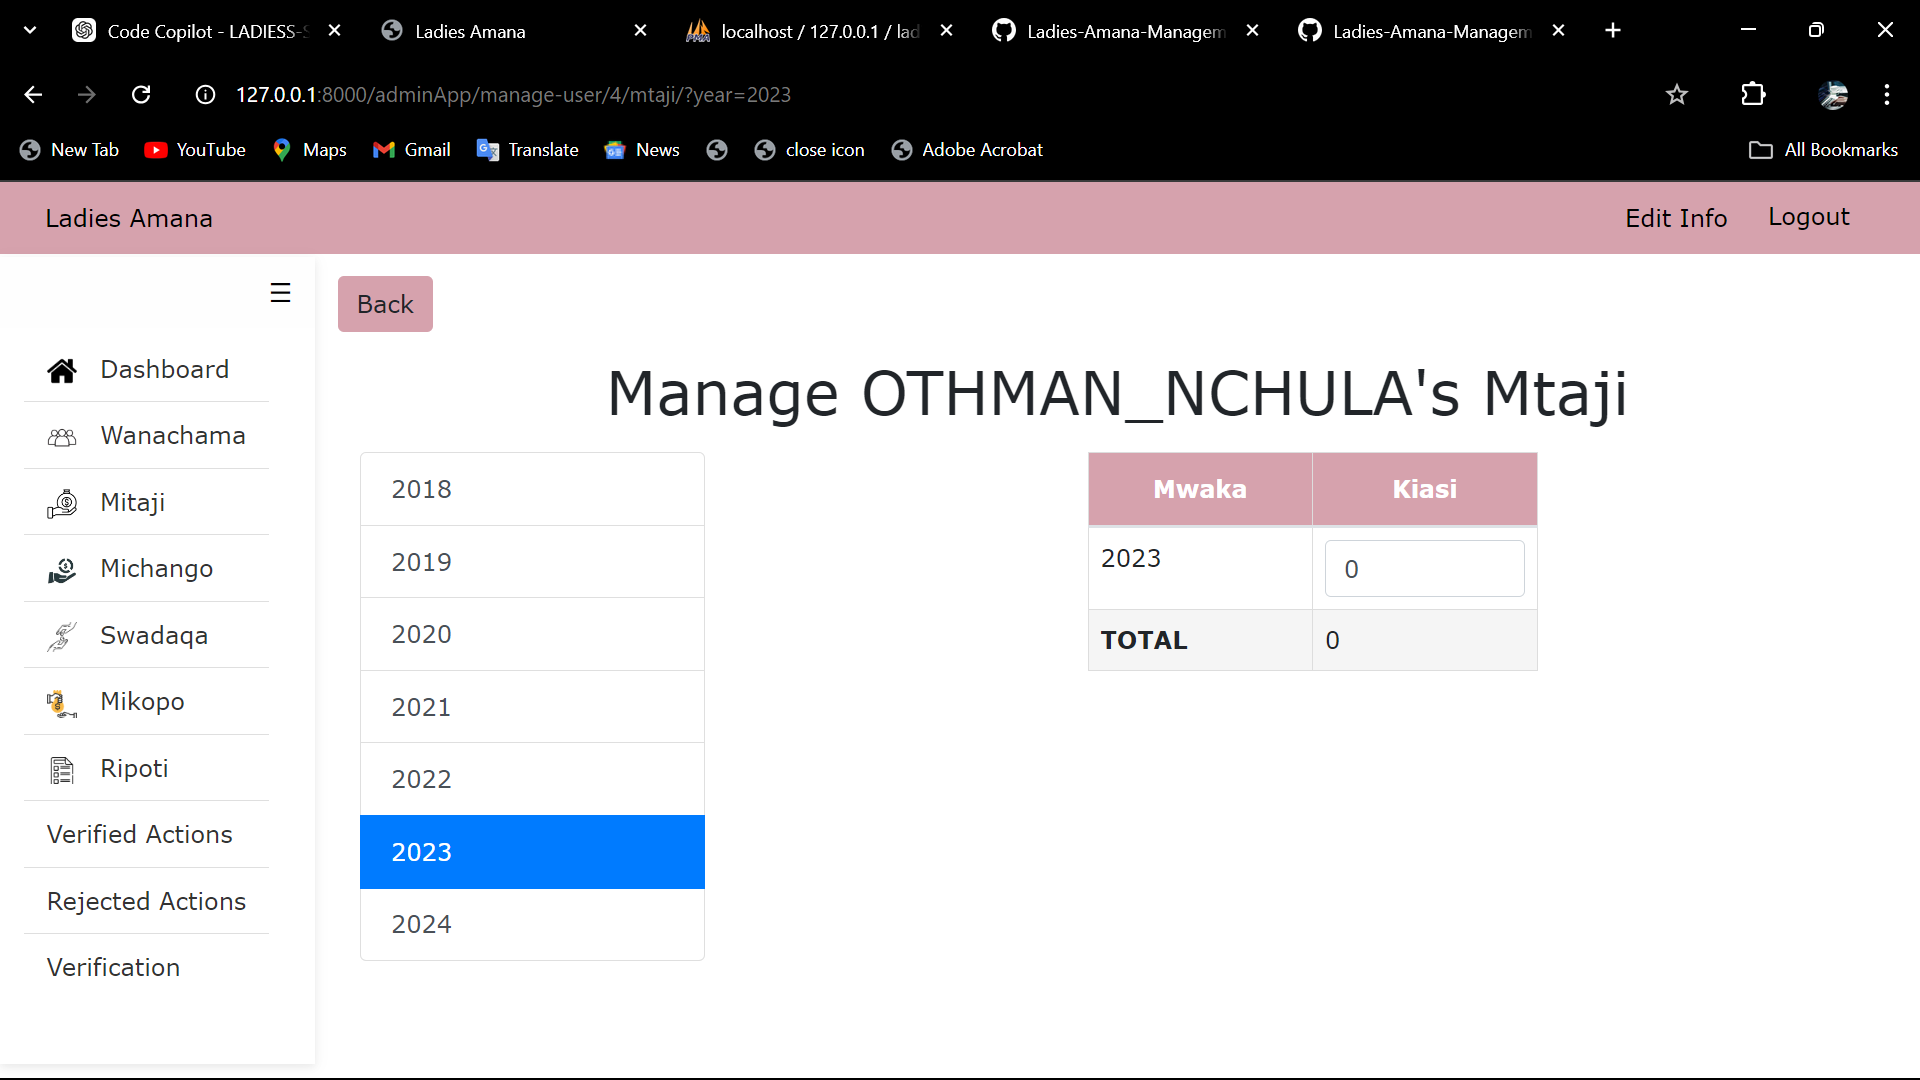 Code Copilot - LADIESS-S
Ladies Amana
localhost / 127.0.0.1 / lad
Ladies-Amana-Managem
Ladies-Amana-Managem
127.0.0.1:8000/adminApp/manage-user/4/mtaji/?year=2023
New Tab
YouTube
Maps
Gmail
Translate
News
close icon
Adobe Acrobat
All Bookmarks
Ladies Amana
Edit Info
Logout
Back
Dashboard
Wanachama
Mitaji
Michango
Swadaqa
Mikopo
Ripoti
Verified Actions
Rejected Actions
Verification
Manage OTHMAN_NCHULA's Mtaji
2018
2019
2020
2021
2022
2023
2024
Mwaka Kiasi
2023 0
TOTAL 0